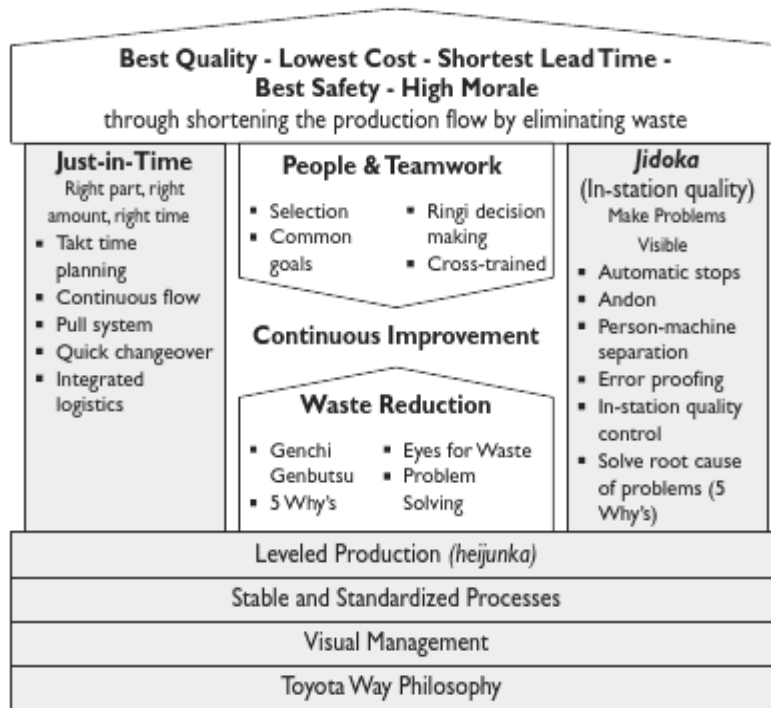 Best Quality - Lowest Cost - Shortest Lead Time -
Best Safety - High Morale
through shortening the production flow by eliminating waste
Just-in-Time
Right part, right
amount, right time
▪ Takt time
planning
▪ Continuous flow
▪ Pull system
▪ Quick changeover
▪ Integrated
logistics
People & Teamwork
▪ Selection
▪ Common
goals
▪ Ringi decision
making
▪ Cross-trained
Continuous Improvement
Waste Reduction
▪ Genchi
Genbutsu
▪ 5 Why's
▪ Eyes for Waste
▪ Problem
Solving
Jidoka
(In-station quality)
Make Problems
Visible
▪ Automatic stops
▪ Andon
▪ Person-machine
separation
▪ Error proofing
▪ In-station quality
control
▪ Solve root cause
of problems (5
Why's)
Leveled Production (heijunka)
Stable and Standardized Processes
Visual Management
Toyota Way Philosophy